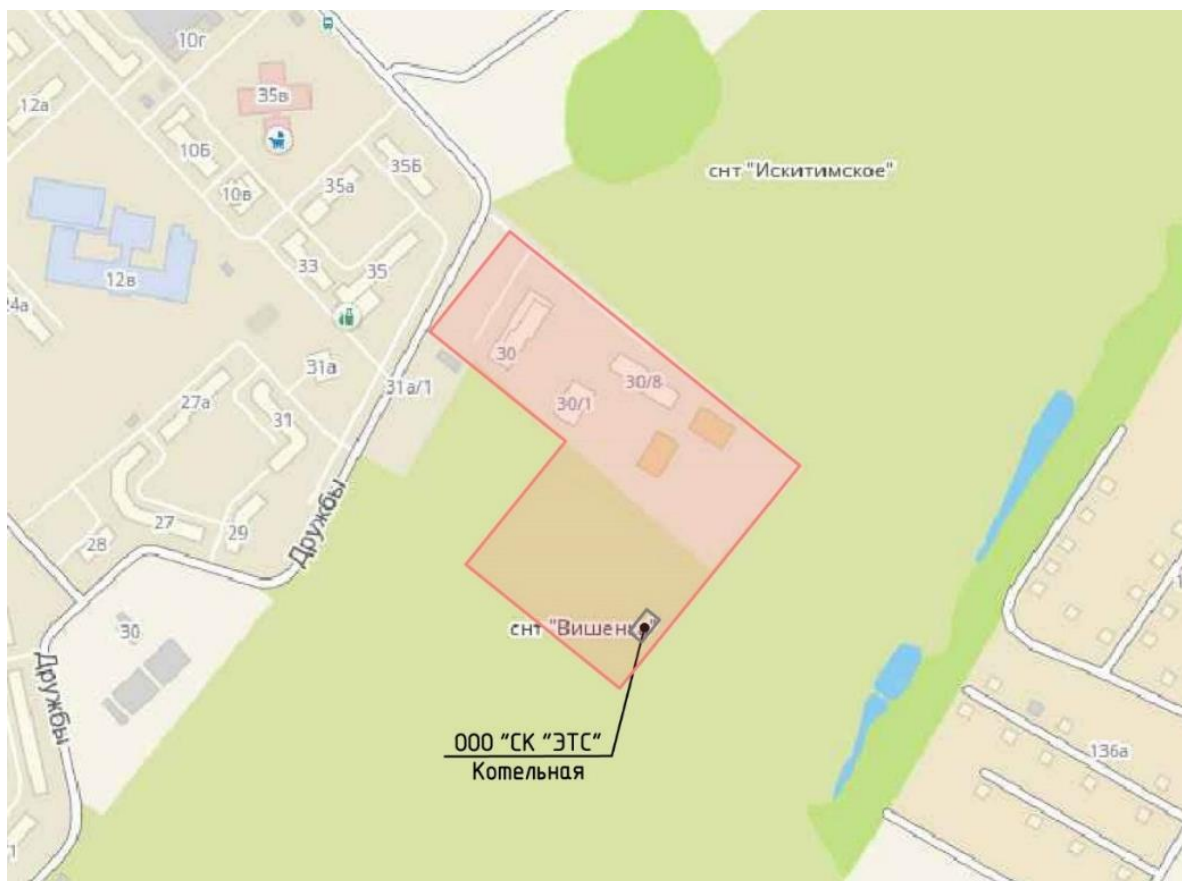 10г
12а
35в
10Б
35Б
10в
35а
снт "Искитимское"
33
35
12в
24а
30
31а
31а/1
30/8
30/1
27а
31
27
29
28
Дружбы
30
снт "Вишен
Дружбы
ООО "СК "ЭТС"
Котельная
136а